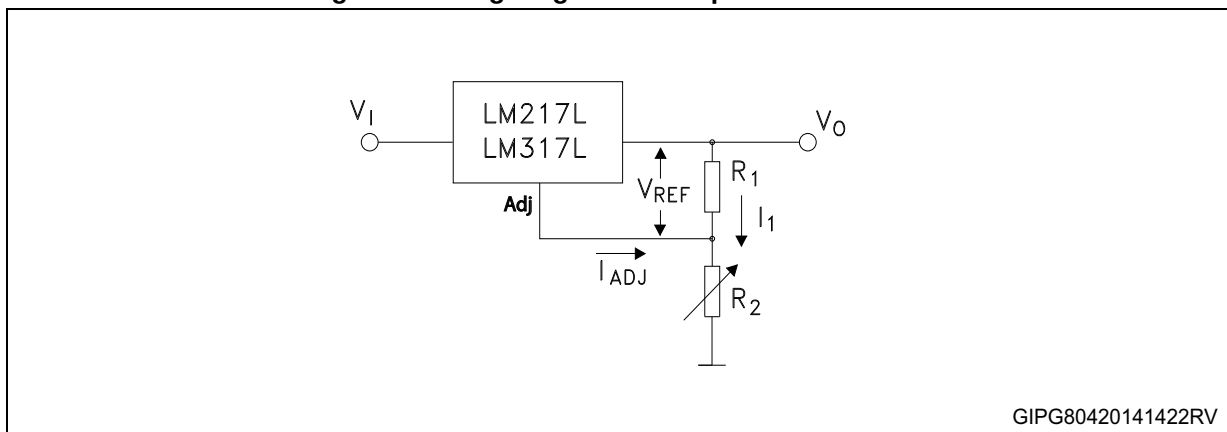 V_I
LM217L
LM317L
V_O
Adj
V_REF
R_1
I_1
I_ADJ
R_2
GIPG80420141422RV